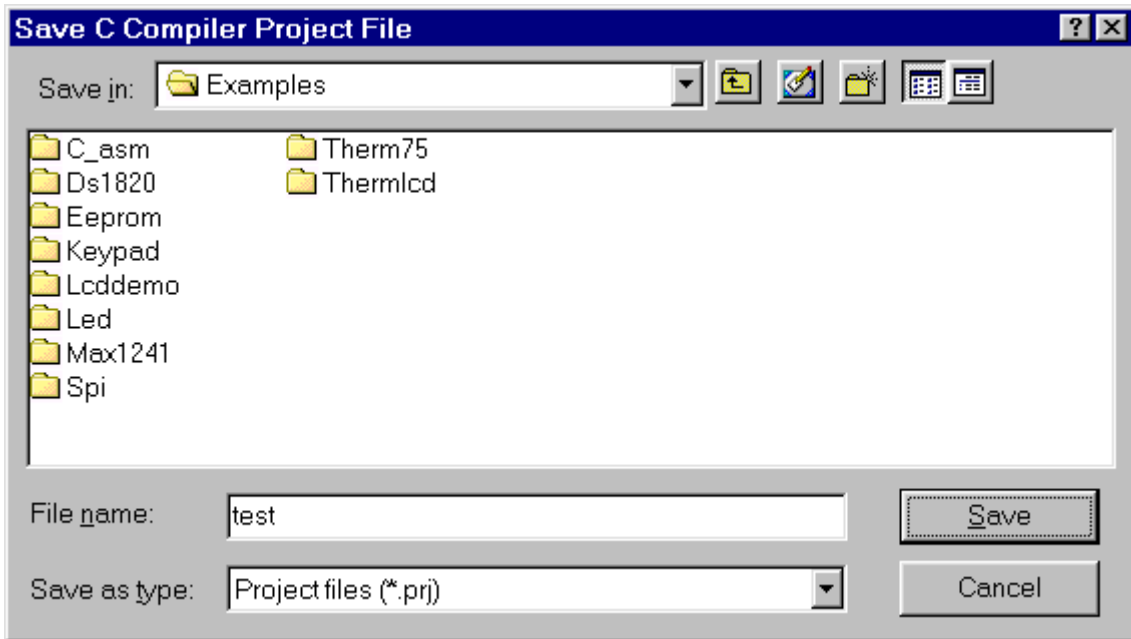 Save C Compiler Project File
Save in: Examples
C_asm
Ds1820
Eeprom
Keypad
Lcddemo
Led
Max1241
Spi
Therm75
Thermlcd
File name: test
Save
Save as type: Project files (*.prj)
Cancel